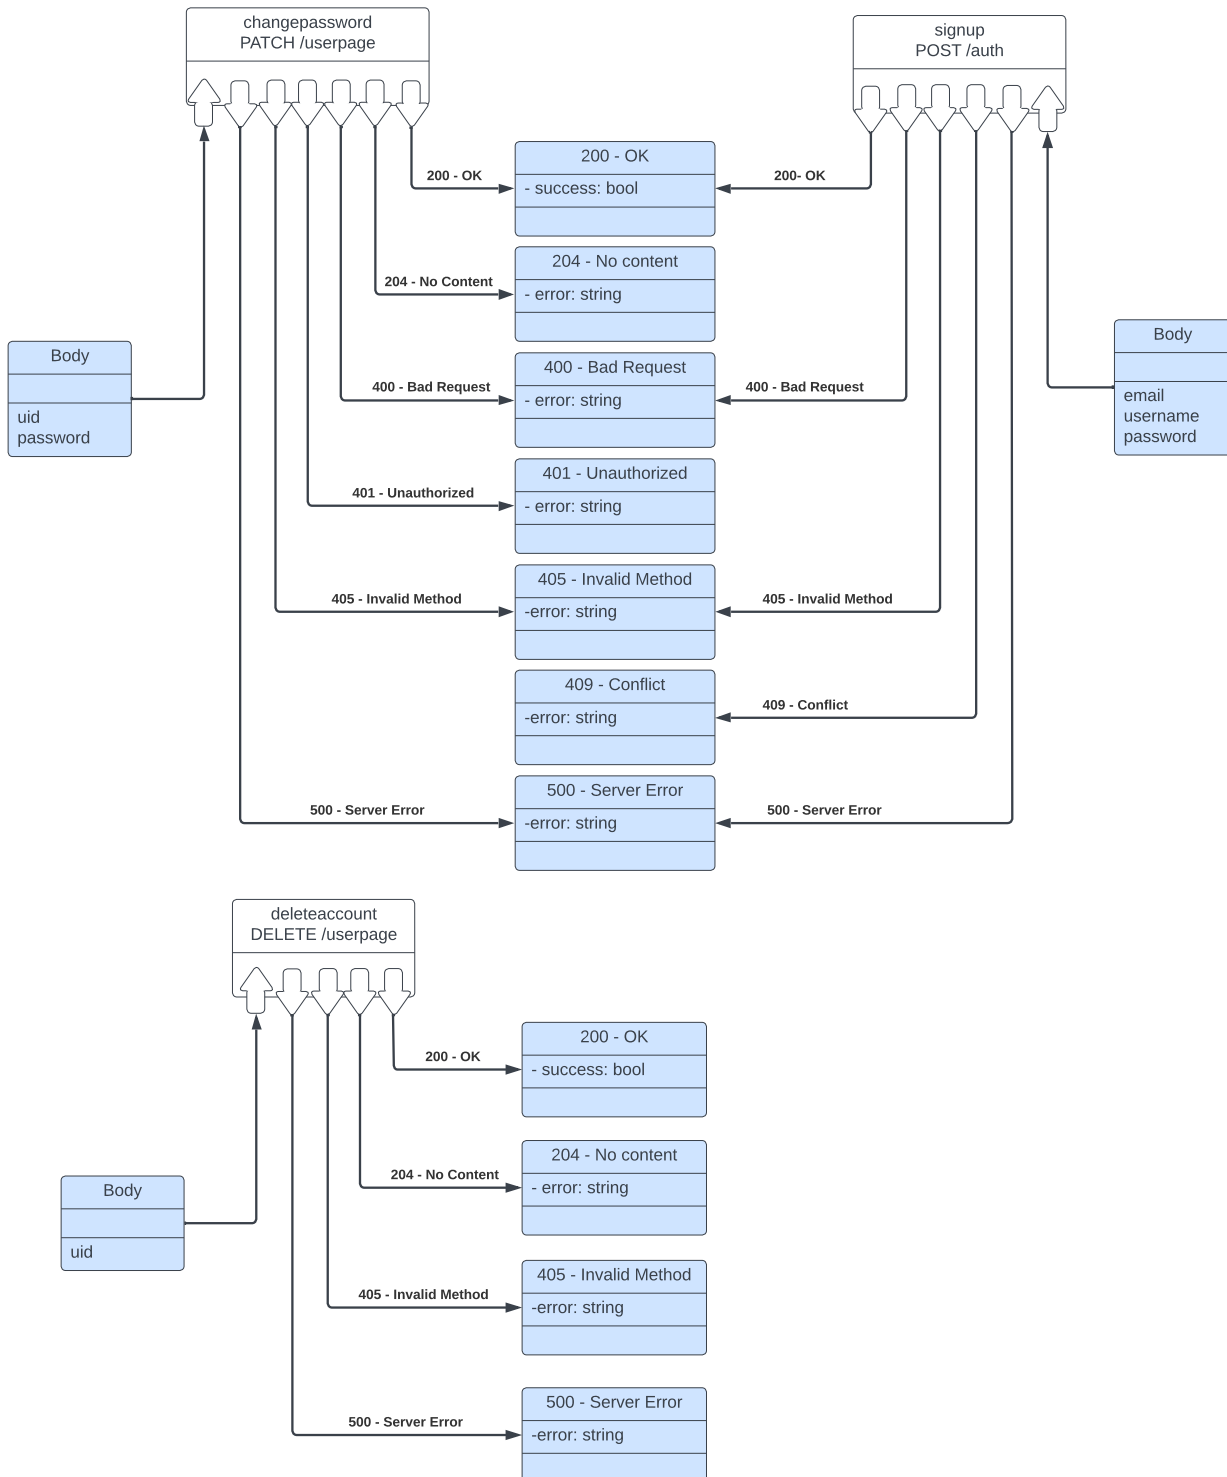 changepassword
PATCH /userpage
signup
POST /auth
200 - OK
- success: bool
200 - OK
200- OK
204 - No content
- error: string
204 - No Content
400 - Bad Request
- error: string
400 - Bad Request
400 - Bad Request
Body
uid
password
Body
email
username
password
401 - Unauthorized
- error: string
401 - Unauthorized
405 - Invalid Method
-error: string
405 - Invalid Method
405 - Invalid Method
409 - Conflict
-error: string
409 - Conflict
500 - Server Error
-error: string
500 - Server Error
500 - Server Error
deleteaccount
DELETE /userpage
200 - OK
- success: bool
200 - OK
204 - No content
- error: string
204 - No Content
Body
uid
405 - Invalid Method
-error: string
405 - Invalid Method
500 - Server Error
-error: string
500 - Server Error